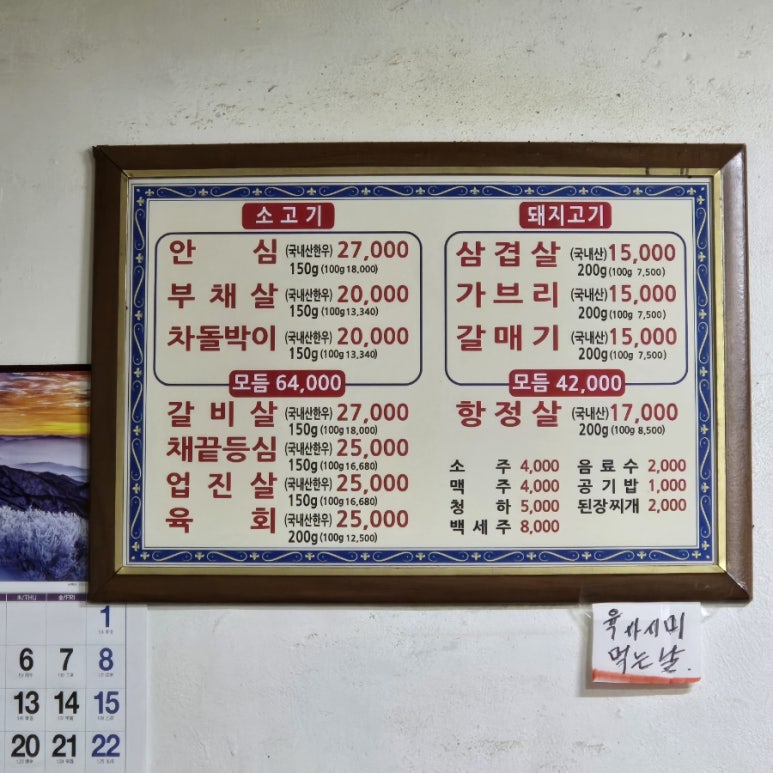 소고기
안심 (국내산한우) 27,000
150g (100g 18,000)
부채살 (국내산한우) 20,000
150g (100g 13,340)
차돌박이 (국내산한우) 20,000
150g (100g 13,340)
모듬 64,000
갈비살 (국내산한우) 27,000
150g (100g 18,000)
채끝등심 (국내산한우) 25,000
150g (100g 16,680)
업진살 (국내산한우) 25,000
150g (100g 16,680)
육회 (국내산한우) 25,000
200g (100g 12,500)
돼지고기
삼겹살 (국내산) 15,000
200g (100g 7,500)
가브리 (국내산) 15,000
200g (100g 7,500)
갈매기 (국내산) 15,000
200g (100g 7,500)
모듬 42,000
항정살 (국내산) 17,000
200g (100g 8,500)
소주 4,000
맥주 4,000
청하 5,000
백세주 8,000
음료수 2,000
공기밥 1,000
된장찌개 2,000
육사시미
먹는날.
木/THU 金/FRI
1
6 7 8
13 14 15
20 21 22